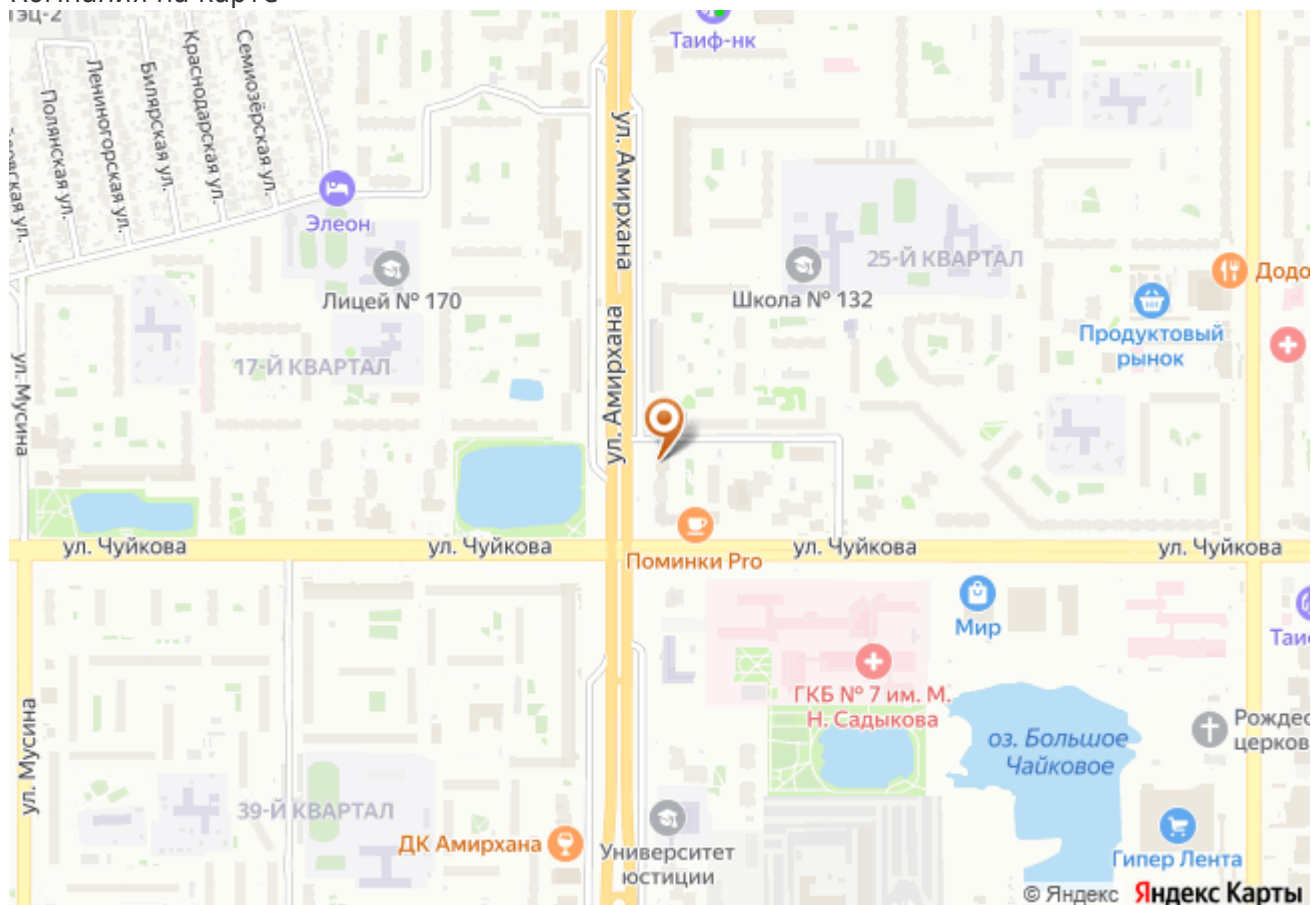 Таиф-нк
Полянская ул.
Лениногорская ул.
Билярская ул.
Краснодарская ул.
Семиозёрская ул.
Элеон
Лицей № 170
17-Й КВАРТАЛ
ул. Амирхана
ул. Амирхана
Школа № 132
25-Й КВАРТАЛ
Продуктовый
рынок
Додо
ул. Мусина
ул. Чуйкова
ул. Чуйкова
Поминки Pro
ул. Чуйкова
ул. Чуйкова
Мир
ГКБ № 7 им. М.
Н. Садыкова
оз. Большое
Чайковое
Рождес
церков
ул. Мусина
39-Й КВАРТАЛ
ДК Амирхана
Университет
юстиции
Гипер Лента
© Яндекс Яндекс Карты